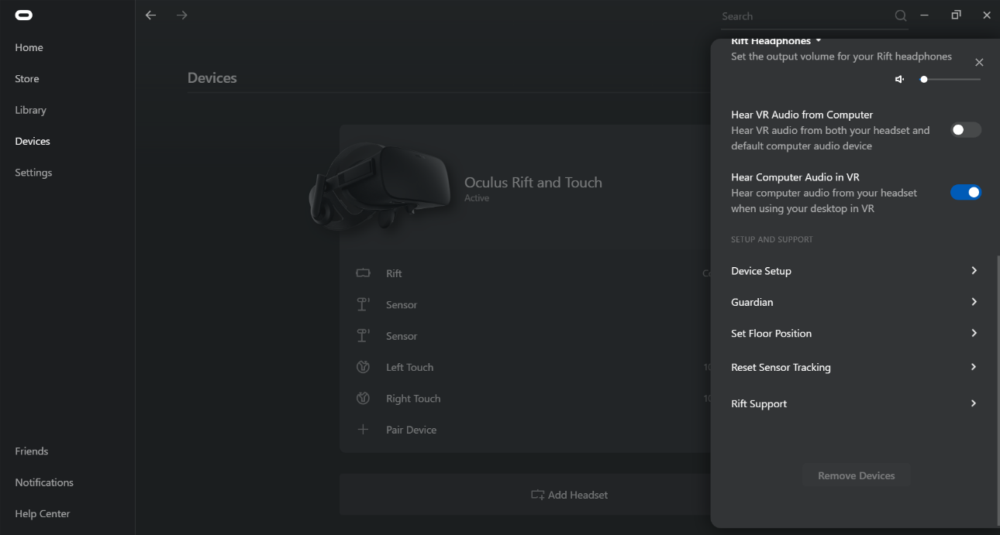 Search
Home
Store
Library
Devices
Settings
Friends
Notifications
Help Center
Devices
Oculus Rift and Touch
Active
Rift
Sensor
Sensor
Left Touch
Right Touch
Pair Device
Add Headset
Rift Headphones
Set the output volume for your Rift headphones
Hear VR Audio from Computer
Hear VR audio from both your headset and
default computer audio device
Hear Computer Audio in VR
Hear computer audio from your headset
when using your desktop in VR
SETUP AND SUPPORT
Device Setup
Guardian
Set Floor Position
Reset Sensor Tracking
Rift Support
Remove Devices